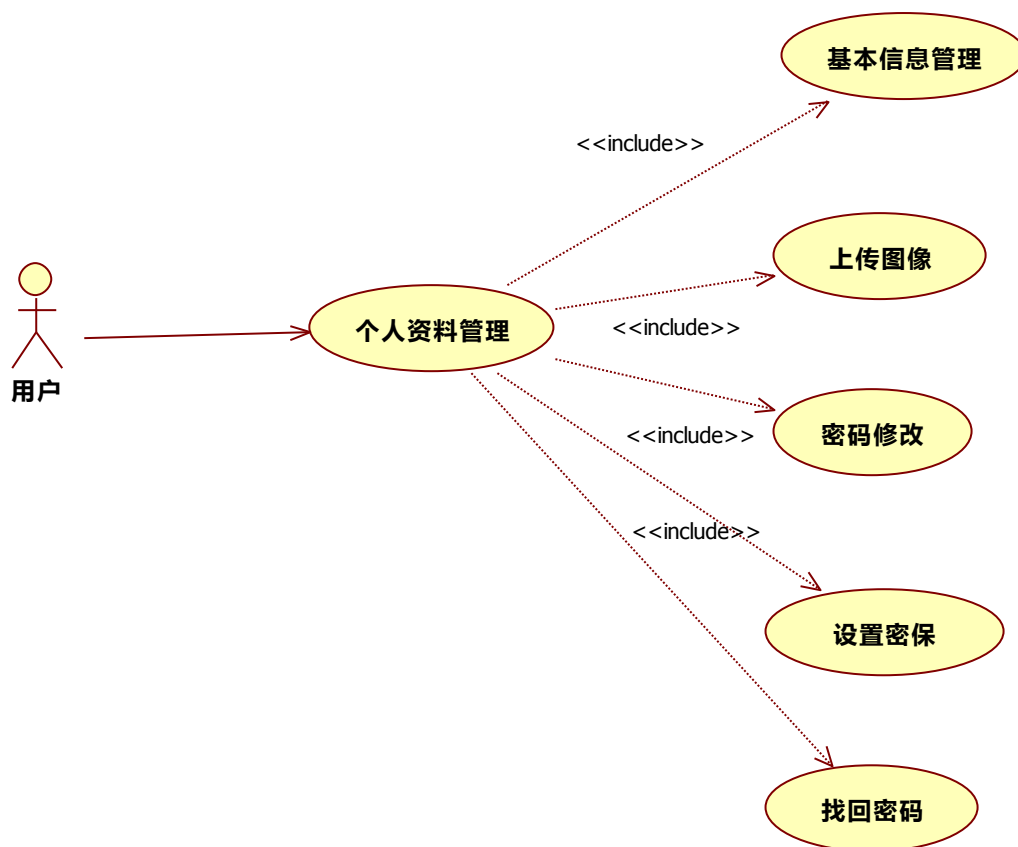 基本信息管理
<<include>>
上传图像
个人资料管理
<<include>>
用户
密码修改
<<include>>
<<include>>
设置密保
找回密码